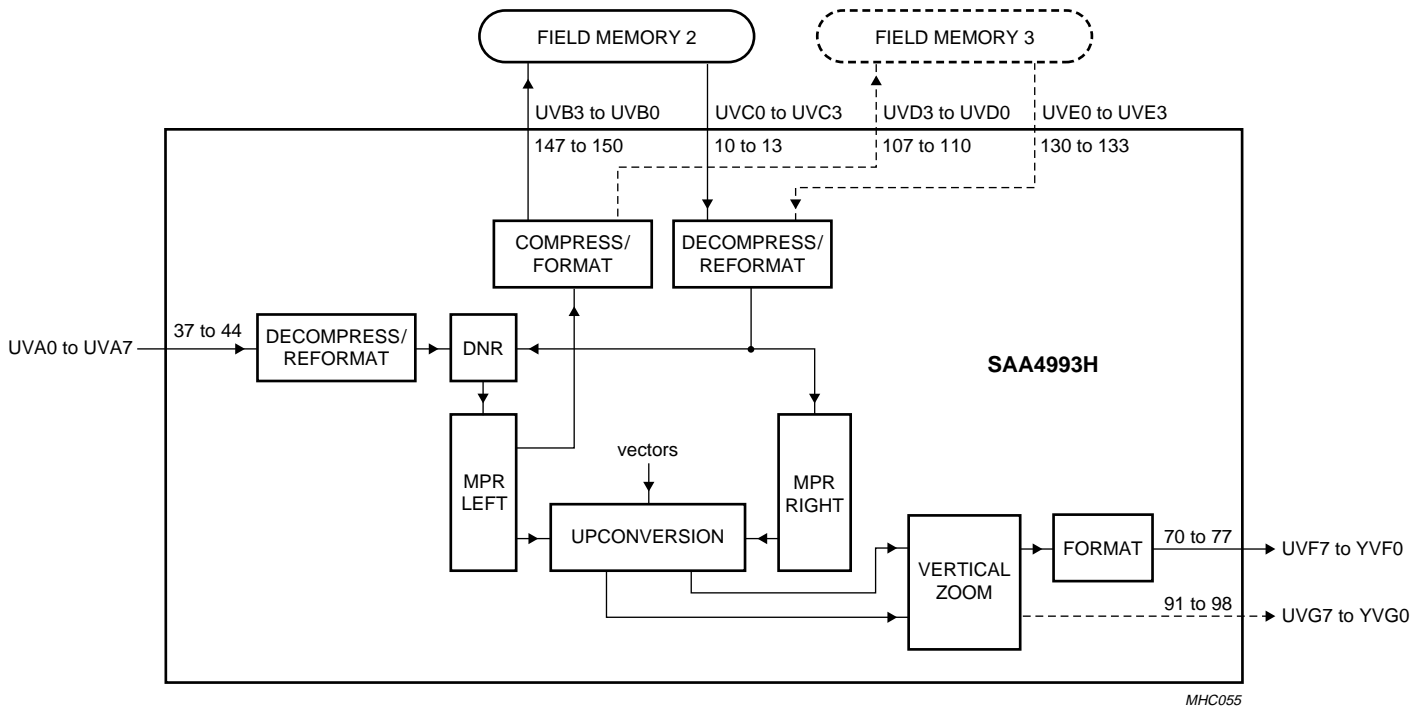 FIELD MEMORY 2
FIELD MEMORY 3
UVB3 to UVB0
UVC0 to UVC3
UVD3 to UVD0
UVE0 to UVE3
147 to 150
10 to 13
107 to 110
130 to 133
COMPRESS/
FORMAT
DECOMPRESS/
REFORMAT
UVA0 to UVA7
37 to 44
DECOMPRESS/
REFORMAT
DNR
SAA4993H
MPR
LEFT
vectors
UPCONVERSION
MPR
RIGHT
VERTICAL
ZOOM
FORMAT
70 to 77
UVF7 to YVF0
91 to 98
UVG7 to YVG0
MHC055